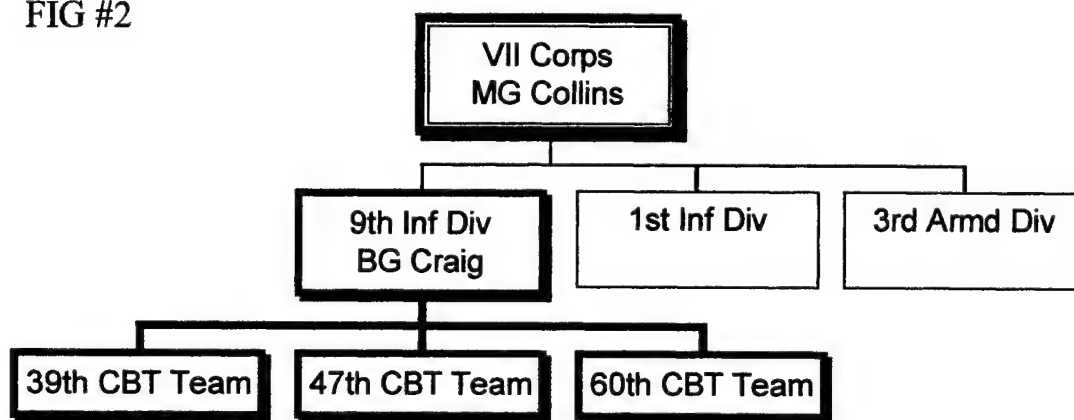 FIG #2
VII Corps
MG Collins
9th Inf Div
BG Craig
1st Inf Div
3rd Armd Div
39th CBT Team
47th CBT Team
60th CBT Team